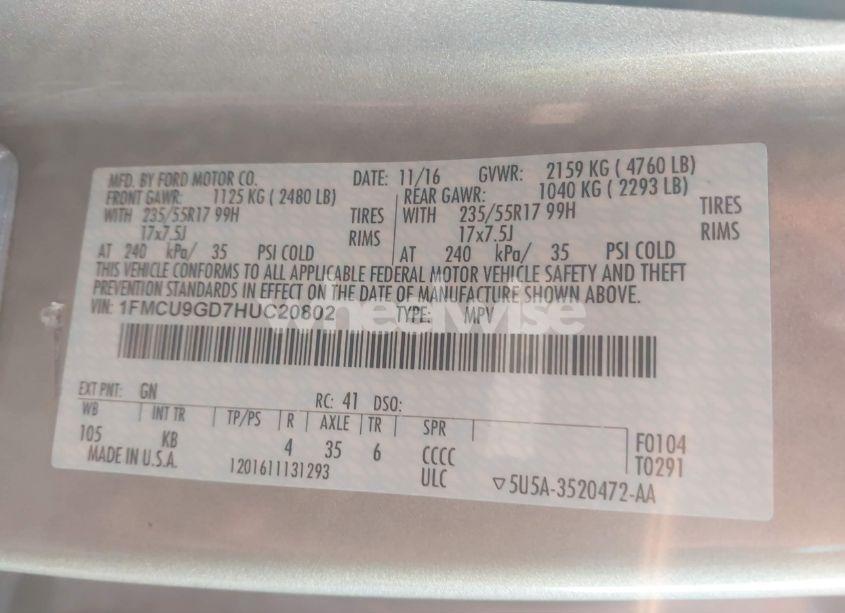 MFD. BY FORD MOTOR CO. DATE: 11/16 GVWR: 2159 KG ( 4760 LB)
FRONT GAWR: 1125 KG ( 2480 LB) REAR GAWR: 1040 KG ( 2293 LB)
WITH 235/55R17 99H TIRES WITH 235/55R17 99H TIRES
17x7.5J RIMS 17x7.5J RIMS
AT 240 kPa/ 35 PSI COLD AT 240 kPa/ 35 PSI COLD
THIS VEHICLE CONFORMS TO ALL APPLICABLE FEDERAL MOTOR VEHICLE SAFETY AND THEFT
PREVENTION STANDARDS IN EFFECT ON THE DATE OF MANUFACTURE SHOWN ABOVE.
VIN: 1FMCU9GD7HUC20802 TYPE: MPV
wheelwise
EXT PNT: GN RC: 41 DSO:
WB INT TR TP/PS R AXLE TR SPR
105 KB 4 35 6 CCCC F0104
MADE IN U.S.A. 1201611131293 ULC T0291
▽5U5A-3520472-AA